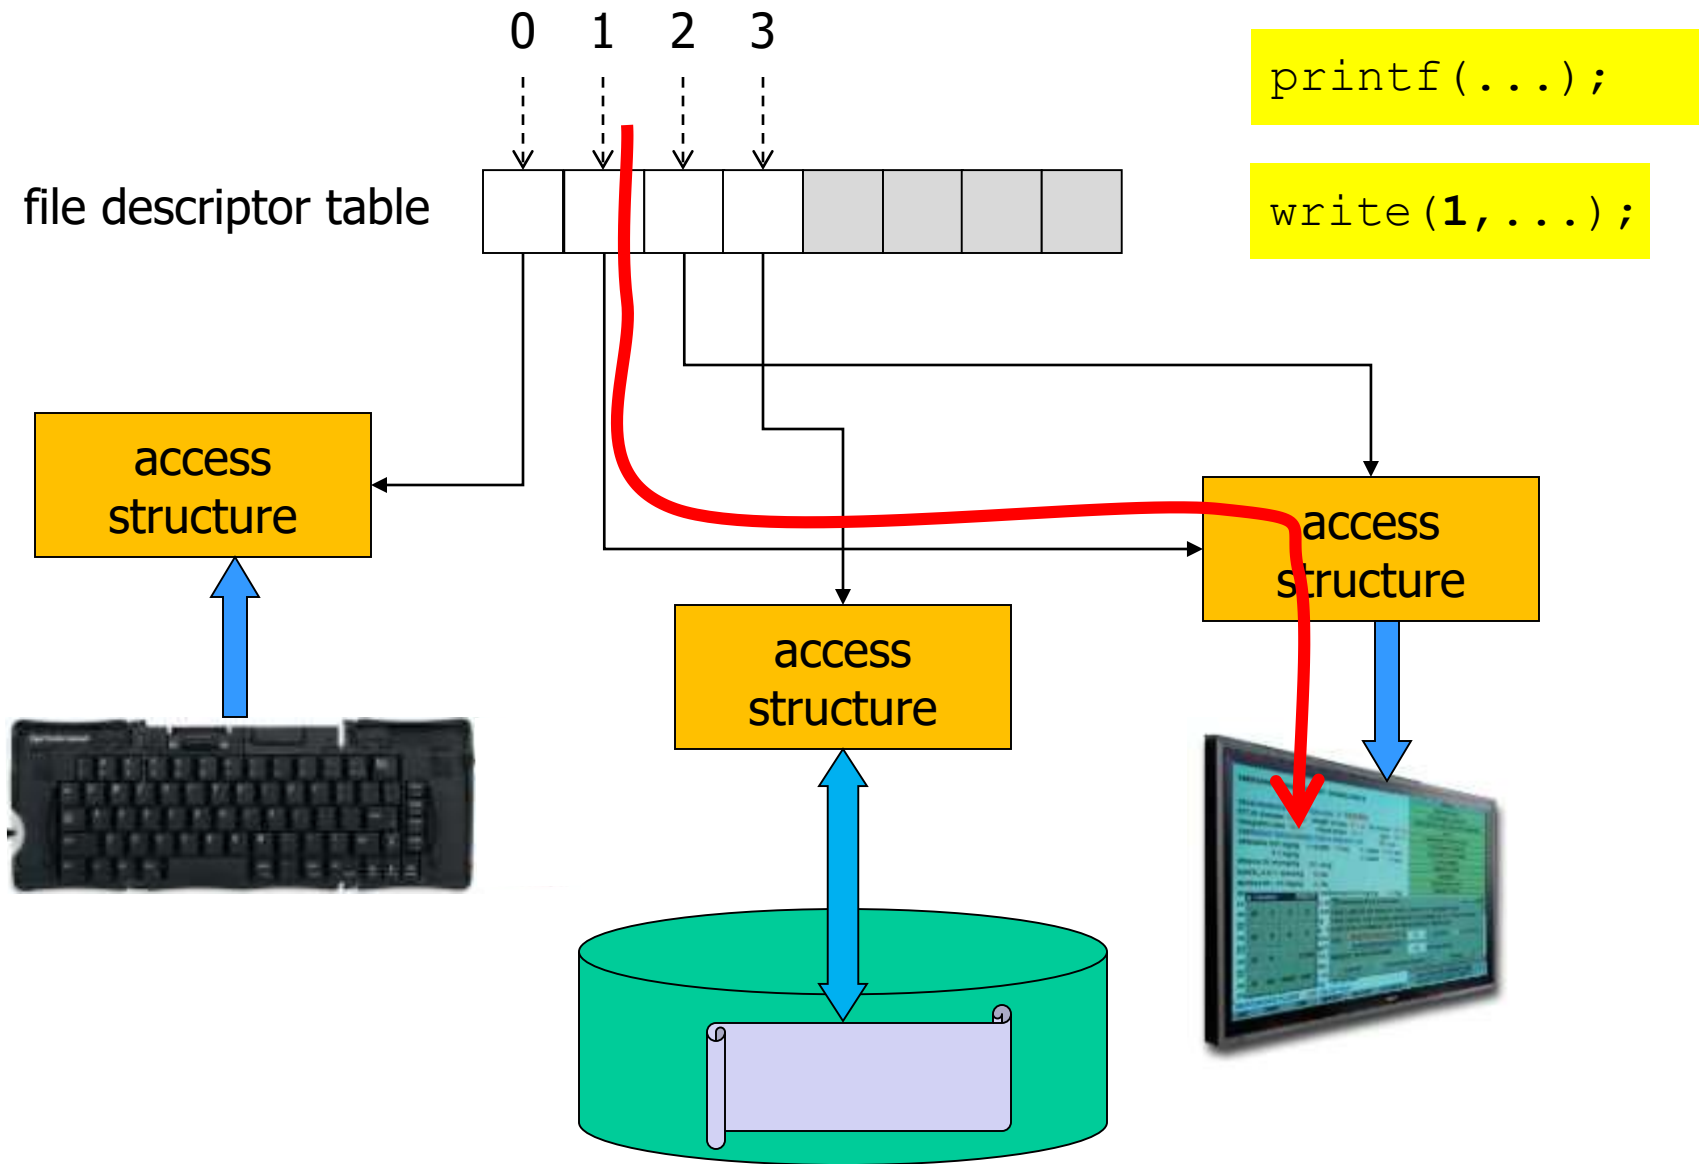 0 1 2 3
printf(...);
file descriptor table
write(1,...);
access
structure
access
structure
access
structure